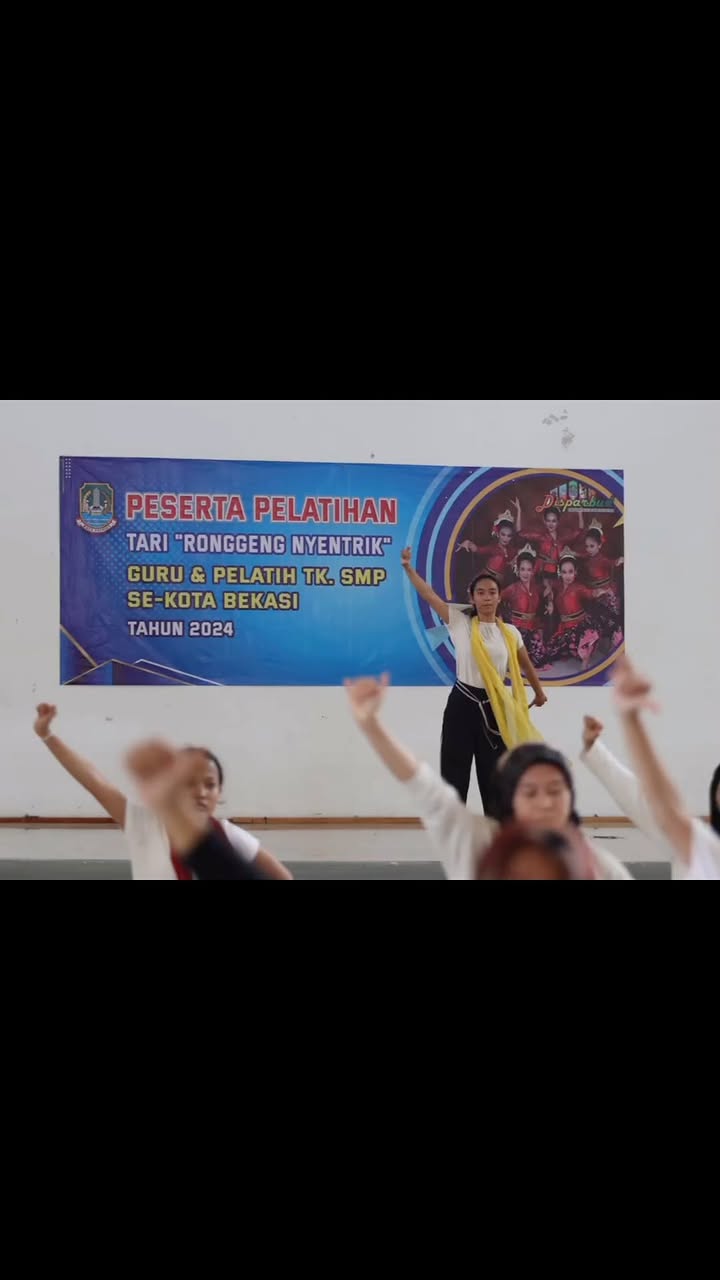 PESERTA PELATIHAN
TARI "RONGGENG NYENTRIK"
GURU & PELATIH TK. SMP
SE-KOTA BEKASI
TAHUN 2024
Disparbud